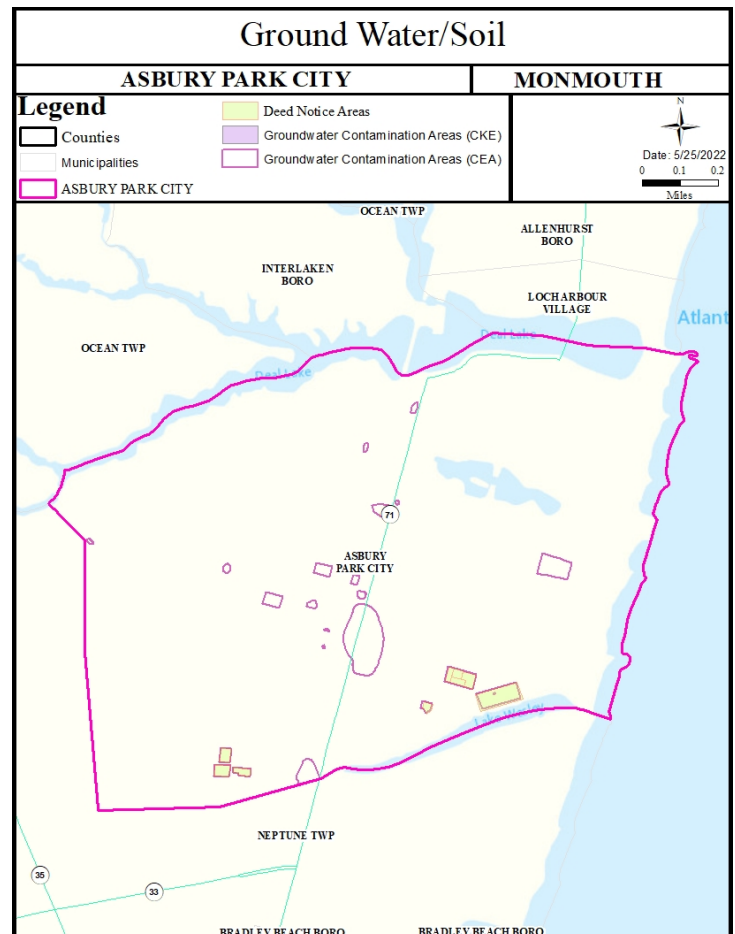 Ground Water/Soil
ASBURY PARK CITY
MONMOUTH
Legend
Counties
Municipalities
ASBURY PARK CITY
Deed Notice Areas
Groundwater Contamination Areas (CKE)
Groundwater Contamination Areas (CEA)
N
Date: 5/25/2022
0 0.1 0.2
Miles
OCEAN TWP
ALLENHURST
BORO
INTERLAKEN
BORO
LOCH ARBOUR
VILLAGE
Atlant
Deal Lake
OCEAN TWP
Deal Lake
71
ASBURY
PARK CITY
Lake Wesley
NEPTUNE TWP
35
33
BRADLEY BEACH BORO
BRADLEY BEACH BORO